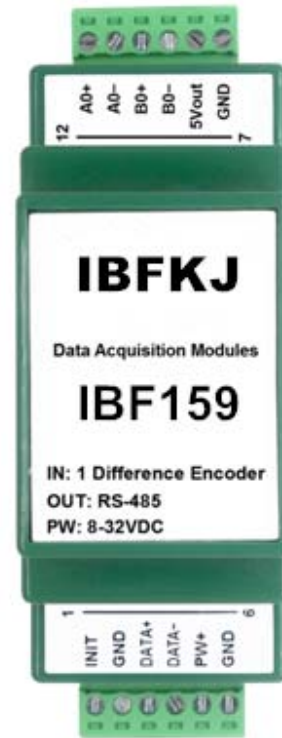 A0+ A0- B0+ B0- 5Vout GND
12 7
IBFKJ
Data Acquisition Modules
IBF159
IN: 1 Difference Encoder
OUT: RS-485
PW: 8-32VDC
1 6
INIT GND DATA+ DATA- PW+ GND